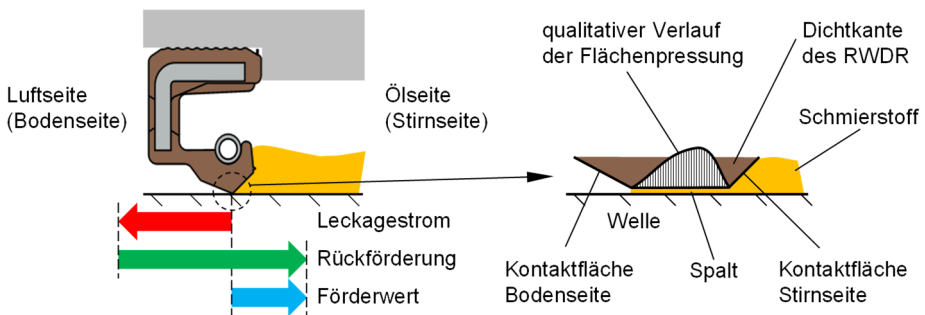 Luftseite
(Bodenseite)
Ölseite
(Stirnseite)
Leckagestrom
Rückförderung
Förderwert
qualitativer Verlauf
der Flächenpressung
Dichtkante
des RWDR
Schmierstoff
Welle
Kontaktfläche
Bodenseite
Spalt
Kontaktfläche
Stirnseite